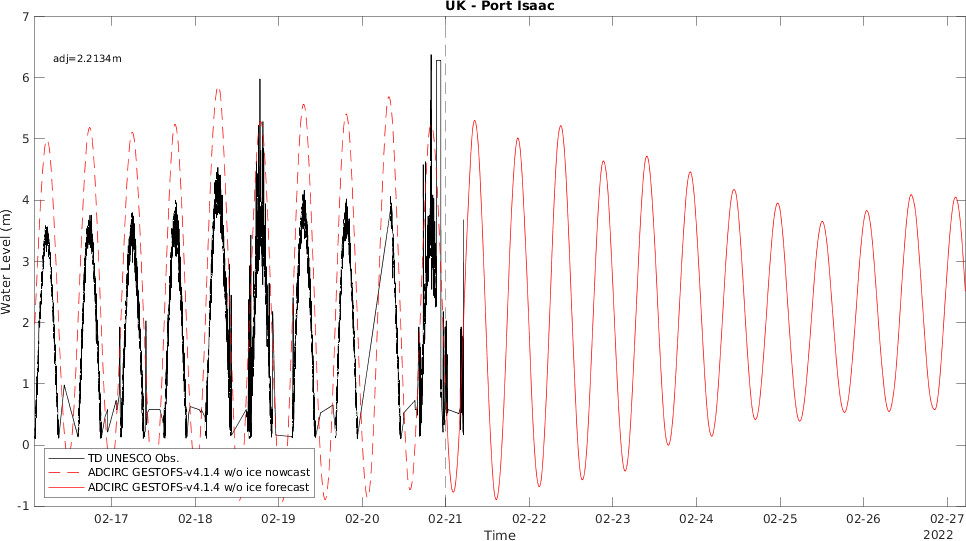 UK - Port Isaac
adj=2.2134m
Water Level (m)
7
6
5
4
3
2
1
0
-1
TD UNESCO Obs.
ADCIRC GESTOFS-v4.1.4 w/o ice nowcast
ADCIRC GESTOFS-v4.1.4 w/o ice forecast
02-17 02-18 02-19 02-20 02-21 02-22 02-23 02-24 02-25 02-26 02-27
Time
2022